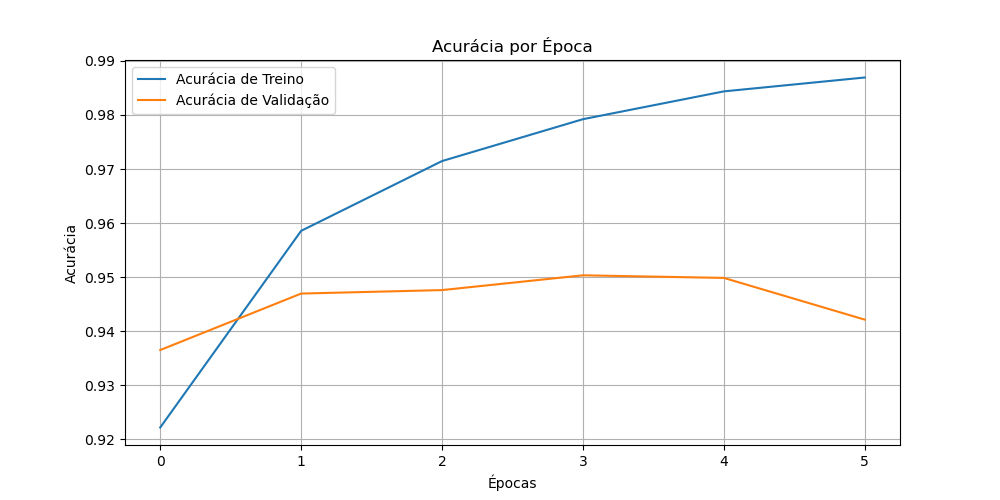 Acurácia por Época
Acurácia de Treino
Acurácia de Validação
0.99
0.98
0.97
0.96
0.95
0.94
0.93
0.92
Acurácia
0 1 2 3 4 5
Épocas